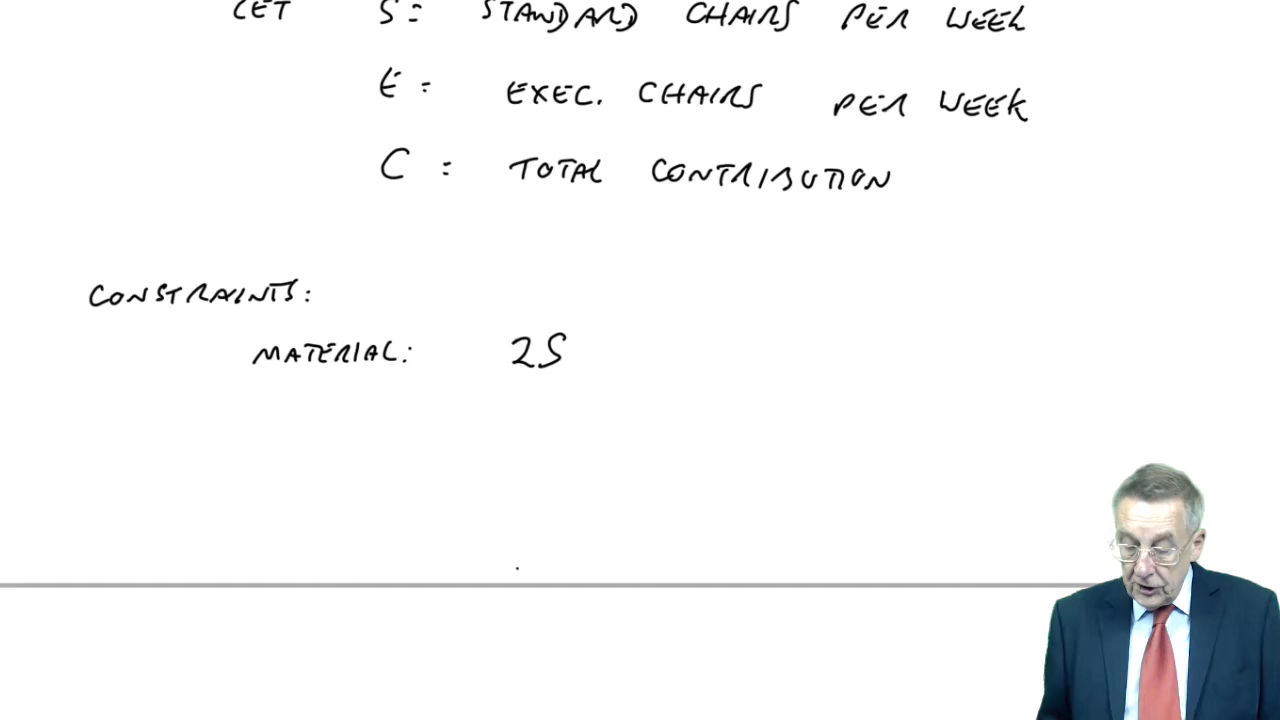 LET S = STANDARD CHAIRS PER WEEK
E = EXEC. CHAIRS PER WEEK
C = TOTAL CONTRIBUTION
CONSTRAINTS:
MATERIAL: 2S